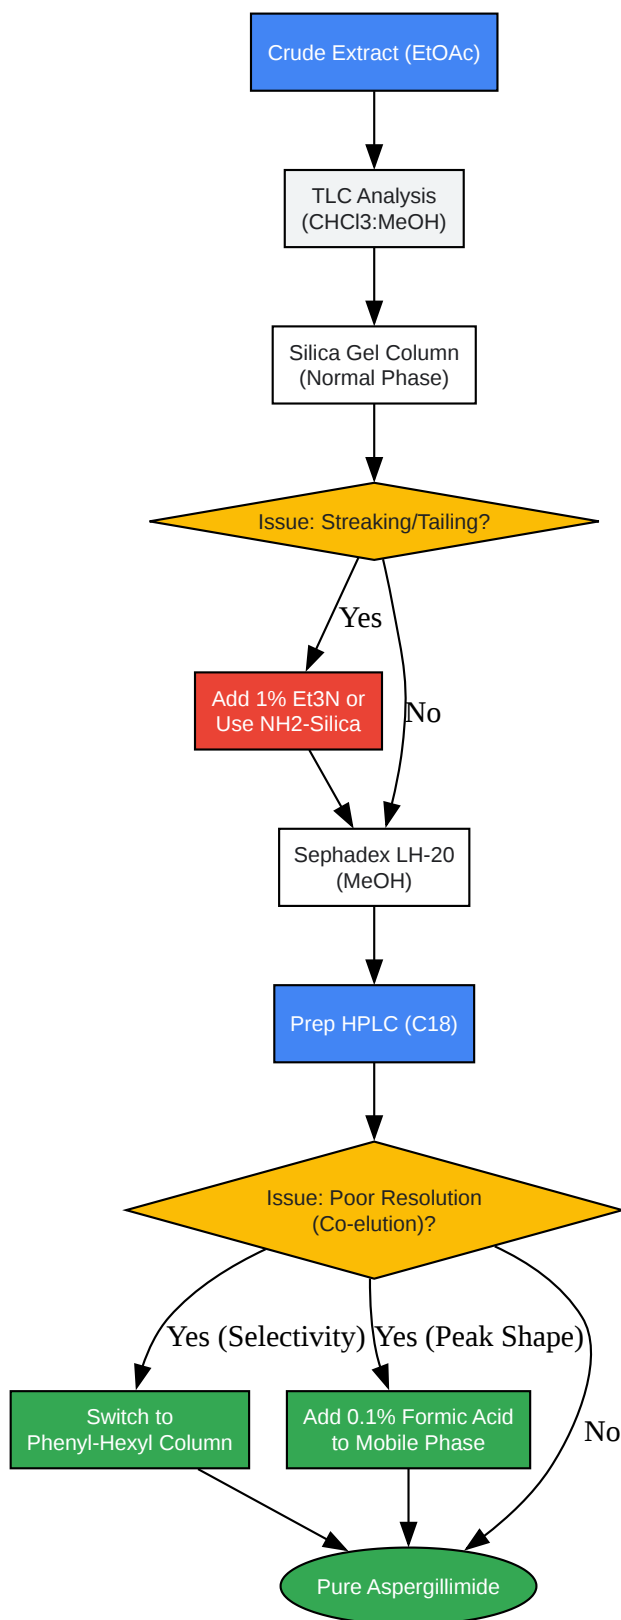 Crude Extract (EtOAc)
TLC Analysis
(CHCl3:MeOH)
Silica Gel Column
(Normal Phase)
Issue: Streaking/Tailing?
Yes
Add 1% Et3N or
Use NH2-Silica
No
Sephadex LH-20
(MeOH)
Prep HPLC (C18)
Issue: Poor Resolution
(Co-elution)?
Yes (Selectivity)
Yes (Peak Shape)
Switch to
Phenyl-Hexyl Column
Add 0.1% Formic Acid
to Mobile Phase
No
Pure Aspergillimide